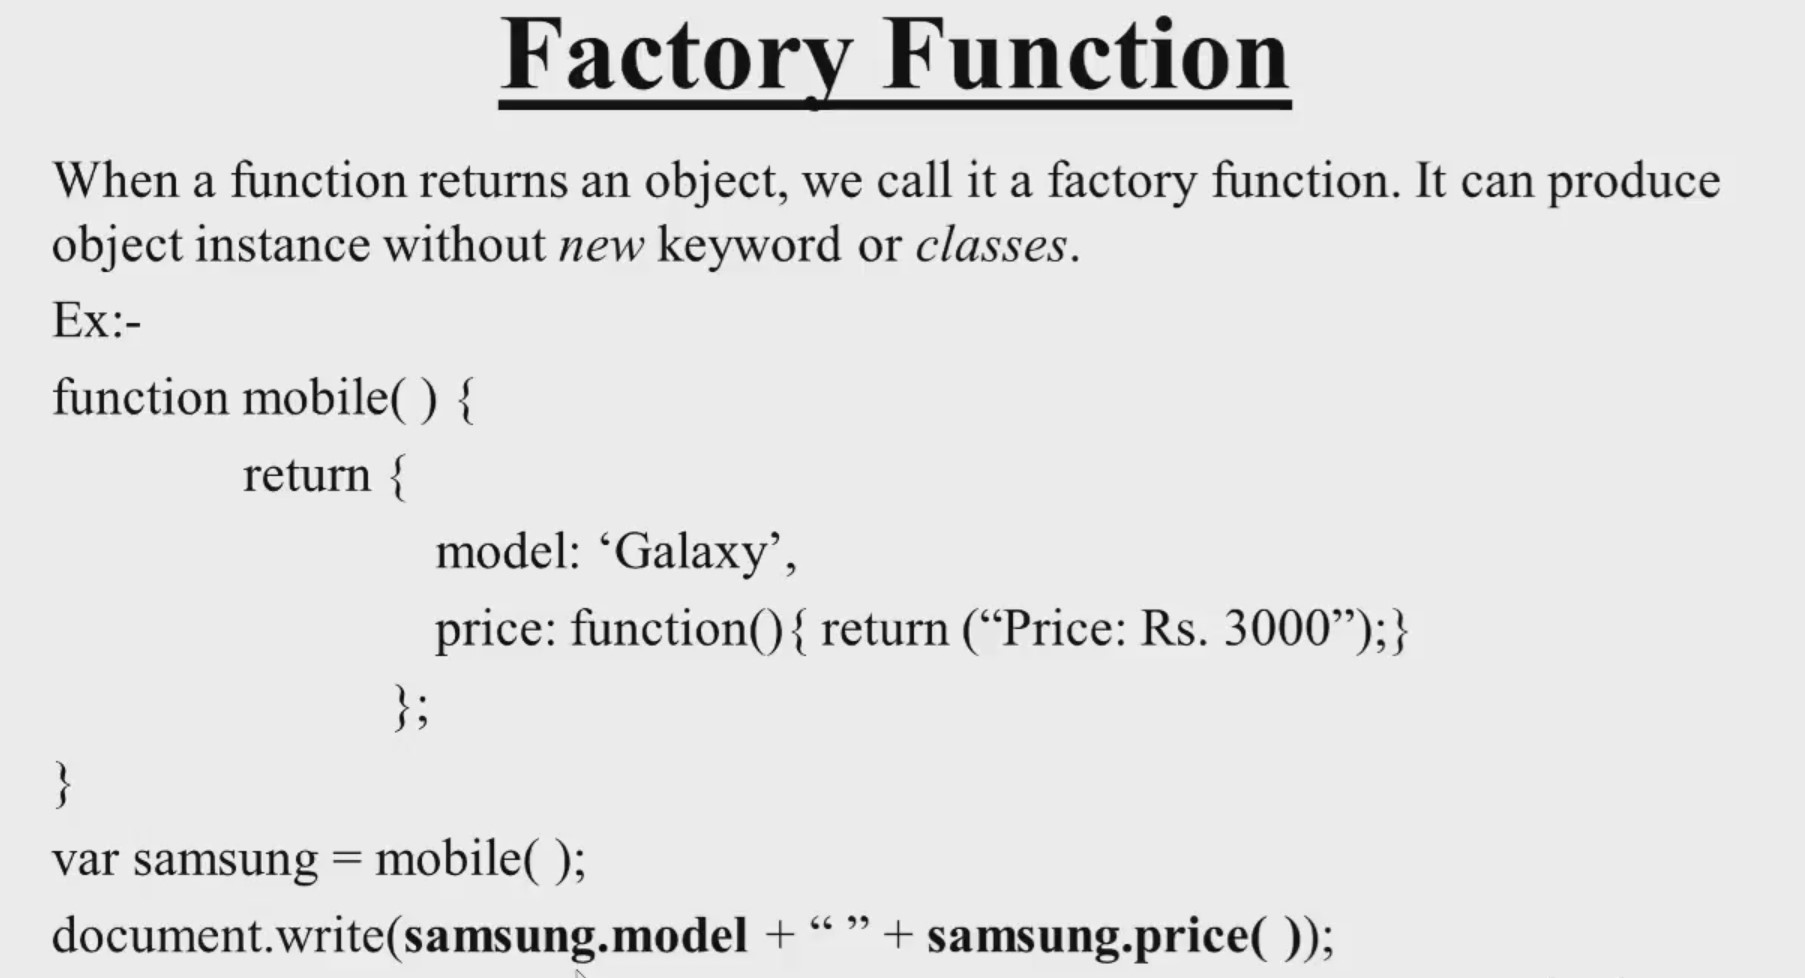 Factory Function
When a function returns an object, we call it a factory function. It can produce
object instance without new keyword or classes.
Ex:-
function mobile( ) {
return {
model: ‘Galaxy’,
price: function(){ return (“Price: Rs. 3000”);}
};
}
var samsung = mobile( );
document.write(samsung.model + “ ” + samsung.price( ));